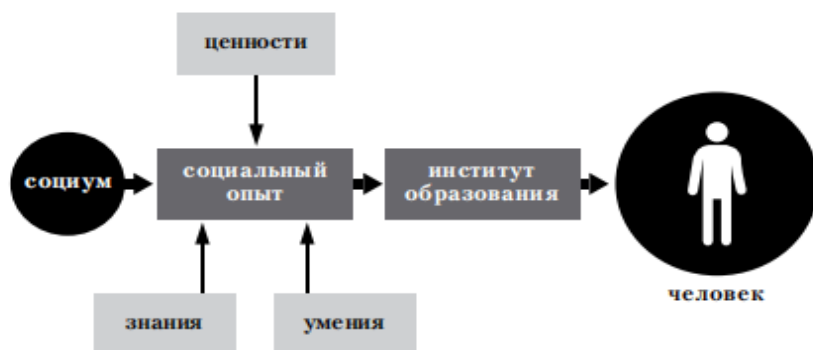 ценности
социум
социальный
опыт
институт
образования
человек
знания
умения